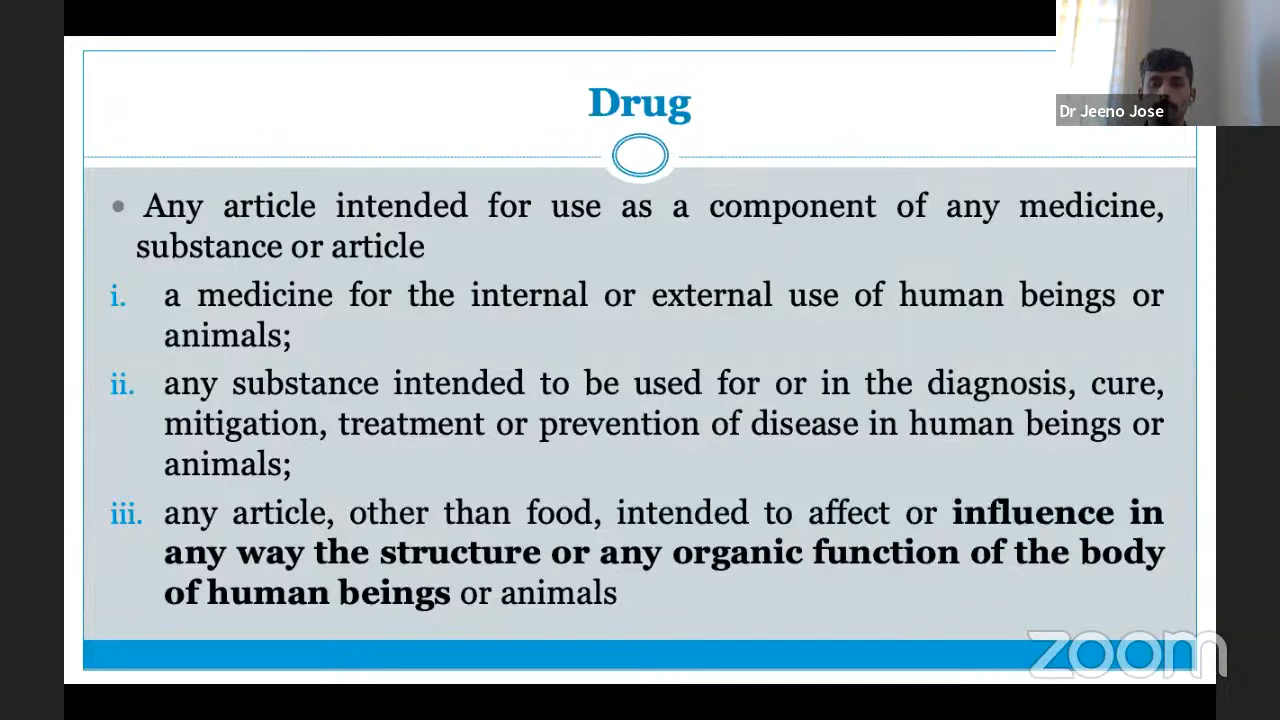 Drug
Dr Jeeno Jose
• Any article intended for use as a component of any medicine,
substance or article
i. a medicine for the internal or external use of human beings or
animals;
ii. any substance intended to be used for or in the diagnosis, cure,
mitigation, treatment or prevention of disease in human beings or
animals;
iii. any article, other than food, intended to affect or influence in
any way the structure or any organic function of the body
of human beings or animals
zoom